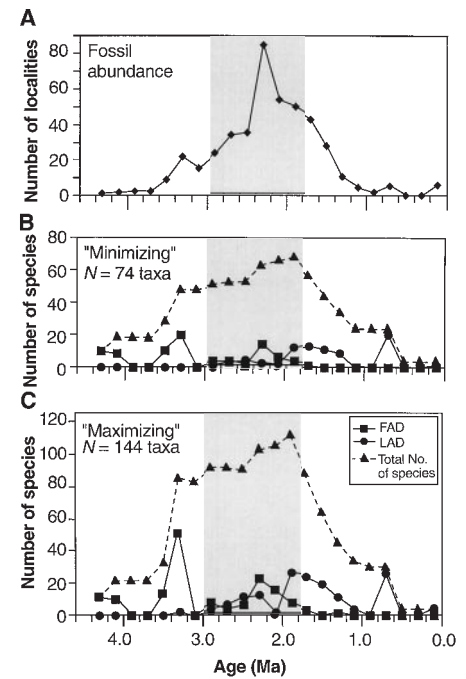 A
Fossil
abundance
Number of localities
80
60
40
20
0
B
"Minimizing"
N = 74 taxa
Number of species
80
60
40
20
0
C
"Maximizing"
N = 144 taxa
Number of species
120
100
80
60
40
20
0
FAD
LAD
Total No.
of species
4.0 3.0 2.0 1.0 0.0
Age (Ma)